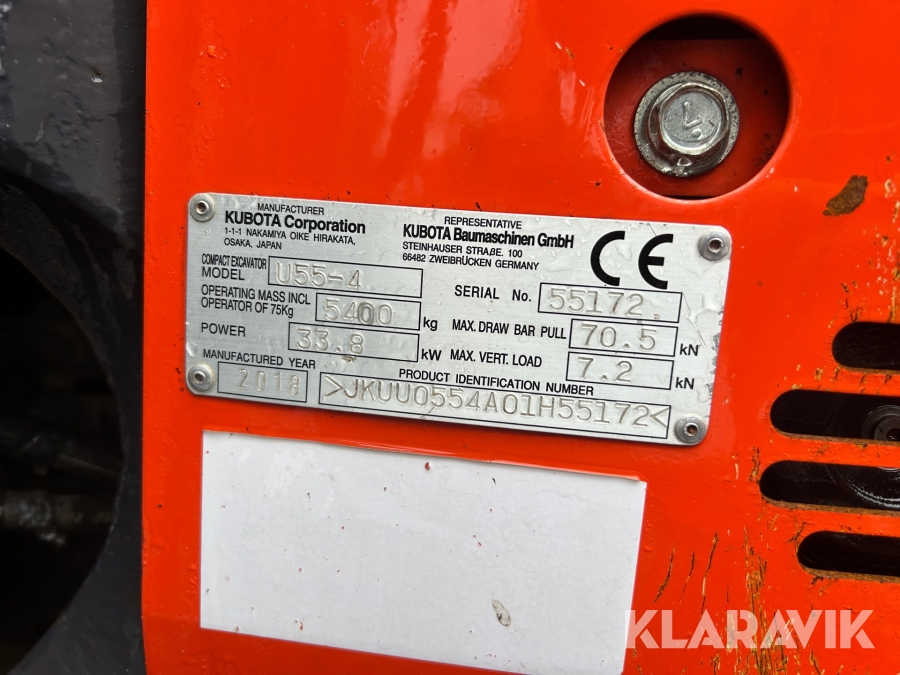 MANUFACTURER
KUBOTA Corporation
1-1-1 NAKAMIYA OIKE HIRAKATA,
OSAKA, JAPAN
REPRESENTATIVE
KUBOTA Baumaschinen GmbH
STEINHAUSER STRAßE. 100
66482 ZWEIBRÜCKEN GERMANY
CE
COMPACT EXCAVATOR
MODEL U55-4
SERIAL No. 55172.
OPERATING MASS INCL
OPERATOR OF 75Kg 5400 kg
MAX. DRAW BAR PULL 70.5 kN
POWER 33.8 kW
MAX. VERT. LOAD 7.2 kN
MANUFACTURED YEAR
2018
PRODUCT IDENTIFICATION NUMBER
>JKUU0554A01H55172<
KLARAVIK